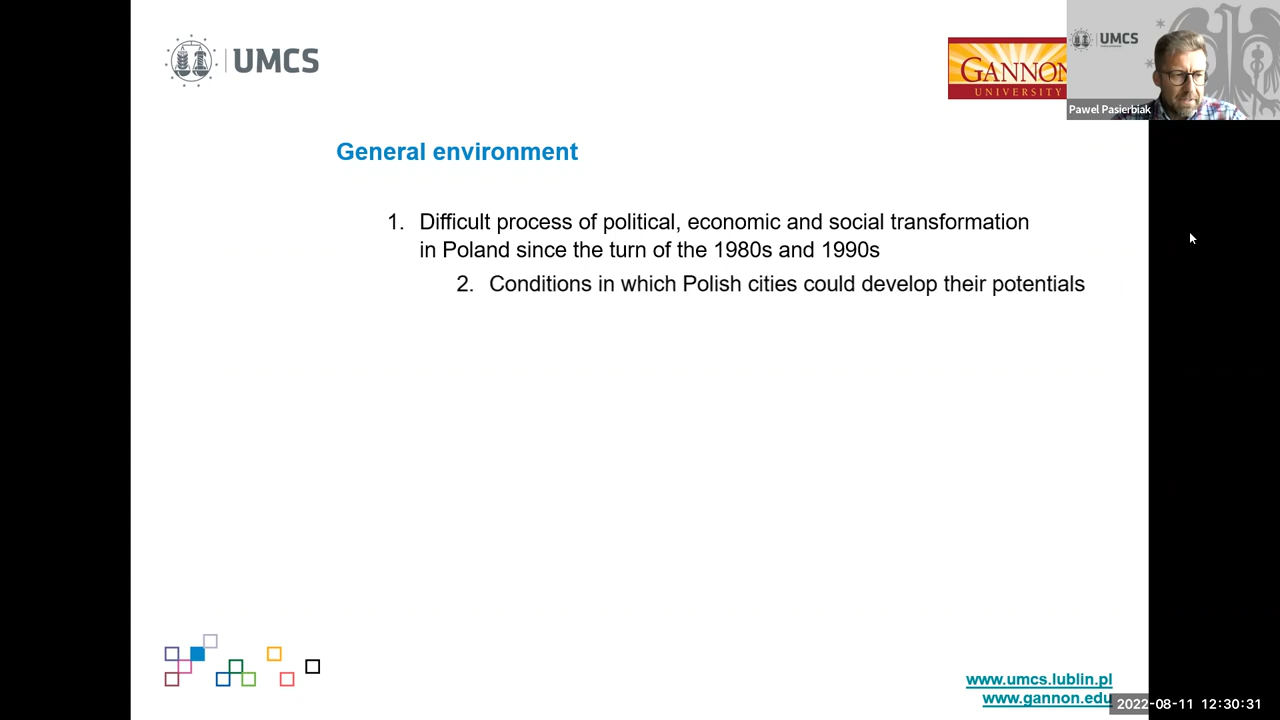 UMCS
GANNON
UNIVERSITY
UMCS
Pawel Pasierbiak
General environment
1. Difficult process of political, economic and social transformation
in Poland since the turn of the 1980s and 1990s
2. Conditions in which Polish cities could develop their potentials
www.umcs.lublin.pl
www.gannon.edu
2022-08-11 12:30:31